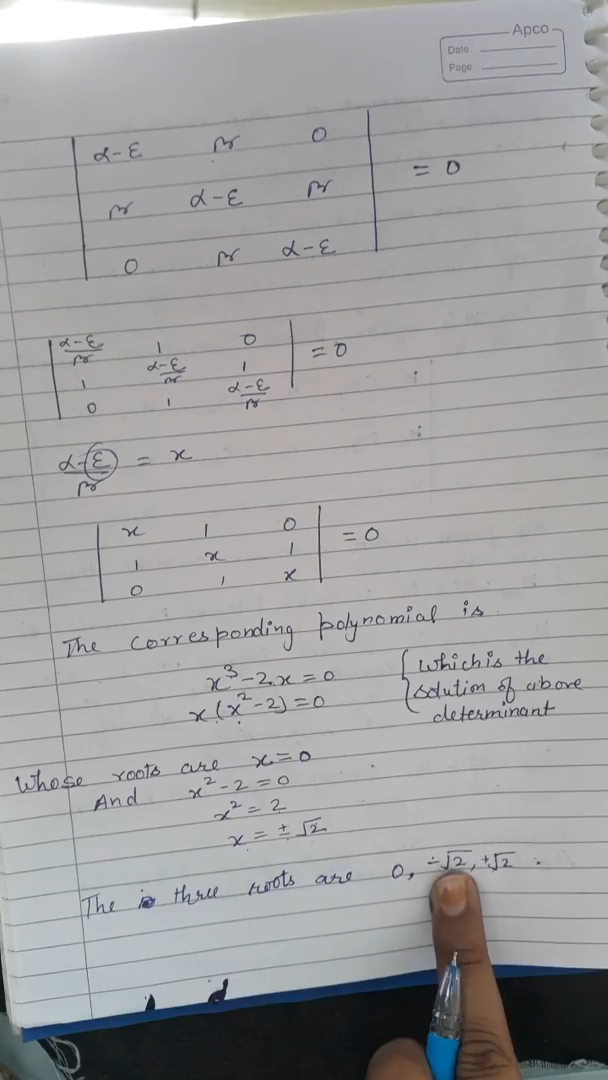 Apco
Date
Page
α-ε β 0
β α-ε β = 0
0 β α-ε
(α-ε)/β 1 0
1 (α-ε)/β 1 = 0
0 1 (α-ε)/β
(α-ε)/β = x
x 1 0
1 x 1 = 0
0 1 x
The corresponding polynomial is
x³-2x=0
x(x²-2)=0
{ which is the
solution of above
determinant
Whose roots are x=0
And x²-2=0
x²=2
x=±√2
The three roots are 0, -√2, +√2.